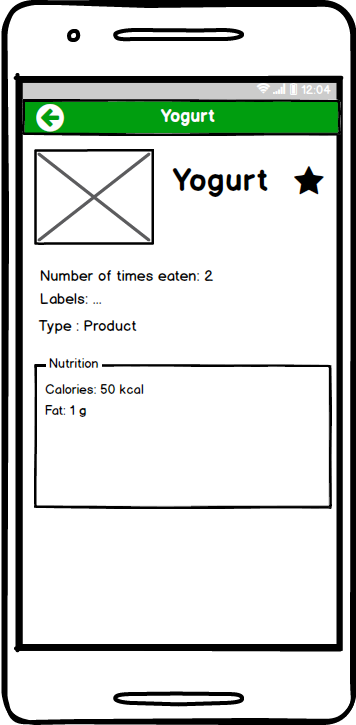 12:04
Yogurt
Yogurt
Number of times eaten: 2
Labels: ...
Type : Product
Nutrition
Calories: 50 kcal
Fat: 1 g